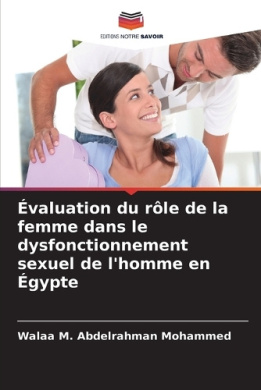 EDITIONS NOTRE SAVOIR
Évaluation du rôle de la
femme dans le
dysfonctionnement
sexuel de l'homme en
Égypte
Walaa M. Abdelrahman Mohammed